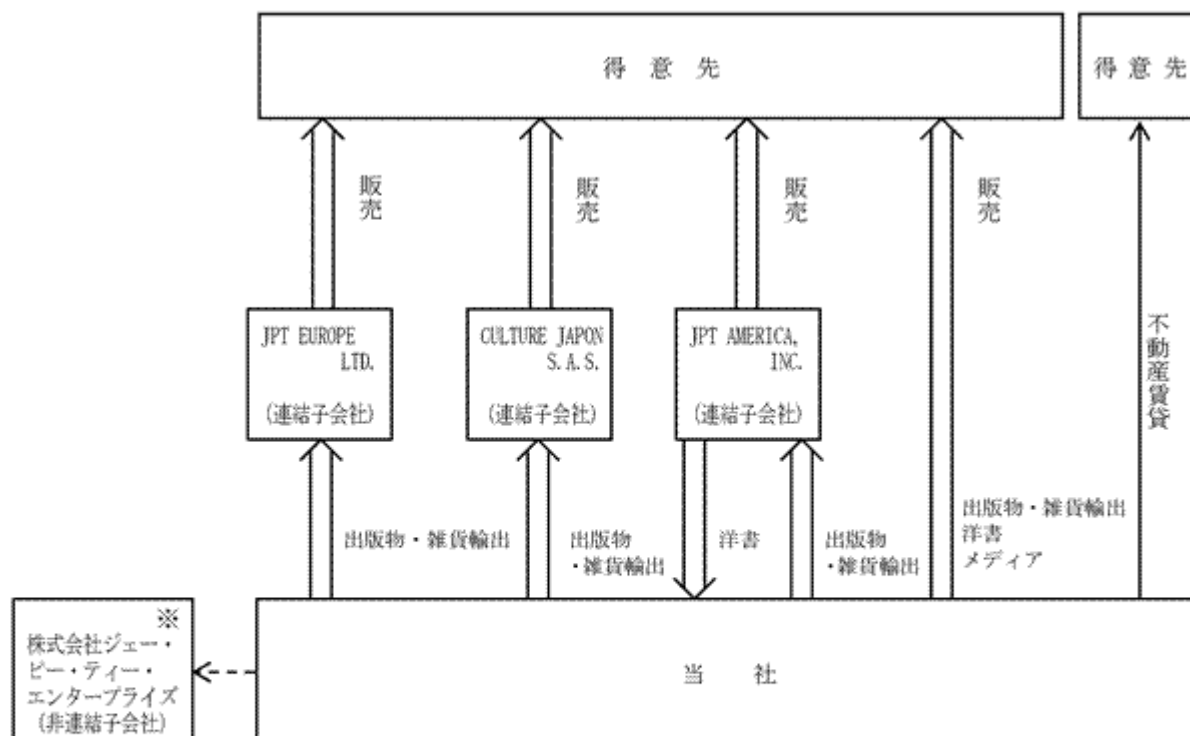 得意先
得意先
販売
販売
販売
販売
JPT EUROPE
LTD.
(連結子会社)
CULTURE JAPON
S.A.S.
(連結子会社)
JPT AMERICA,
INC.
(連結子会社)
不動産賃貸
出版物・雑貨輸出
出版物
・雑貨輸出
洋書
出版物
・雑貨輸出
出版物・雑貨輸出
洋書
メディア
※
株式会社ジェー・
ピー・ティー・
エンタープライズ
(非連結子会社)
当社